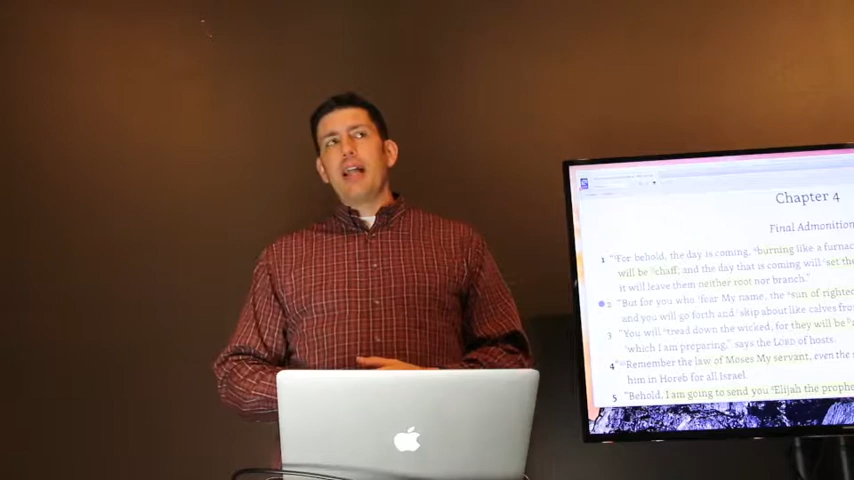 Chapter 4
Final Admonition
1 "For behold, the day is coming, burning like a furnac
will be chaff; and the day that is coming will set the
it will leave them neither root nor branch."
2 "But for you who fear My name, the sun of righte
and you will go forth and skip about like calves from
3 "You will tread down the wicked, for they will be
which I am preparing," says the LORD of hosts.
4 "Remember the law of Moses My servant, even the
him in Horeb for all Israel.
5 "Behold, I am going to send you Elijah the prophe